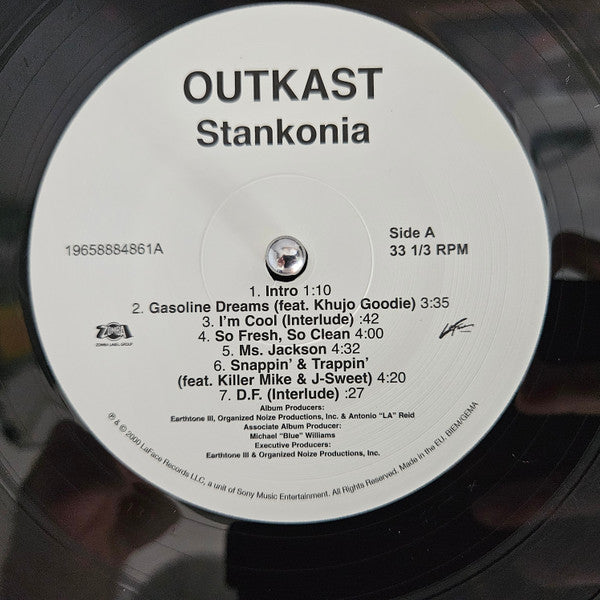 OUTKAST
Stankonia
19658884861A
Side A
33 1/3 RPM
1. Intro 1:10
2. Gasoline Dreams (feat. Khujo Goodie) 3:35
3. I'm Cool (Interlude) :42
4. So Fresh, So Clean 4:00
5. Ms. Jackson 4:32
6. Snappin' & Trappin'
(feat. Killer Mike & J-Sweet) 4:20
7. D.F. (Interlude) :27
ZOMBA
ZOMBA LABEL GROUP
Album Producers:
Earthtone III, Organized Noize Productions, Inc. & Antonio "LA" Reid
Associate Album Producer:
Michael "Blue" Williams
Executive Producers:
Earthtone III & Organized Noize Productions, Inc.
℗ & © 2000 LaFace Records LLC, a unit of Sony Music Entertainment. All Rights Reserved. Made in the EU. BIEM/GEMA